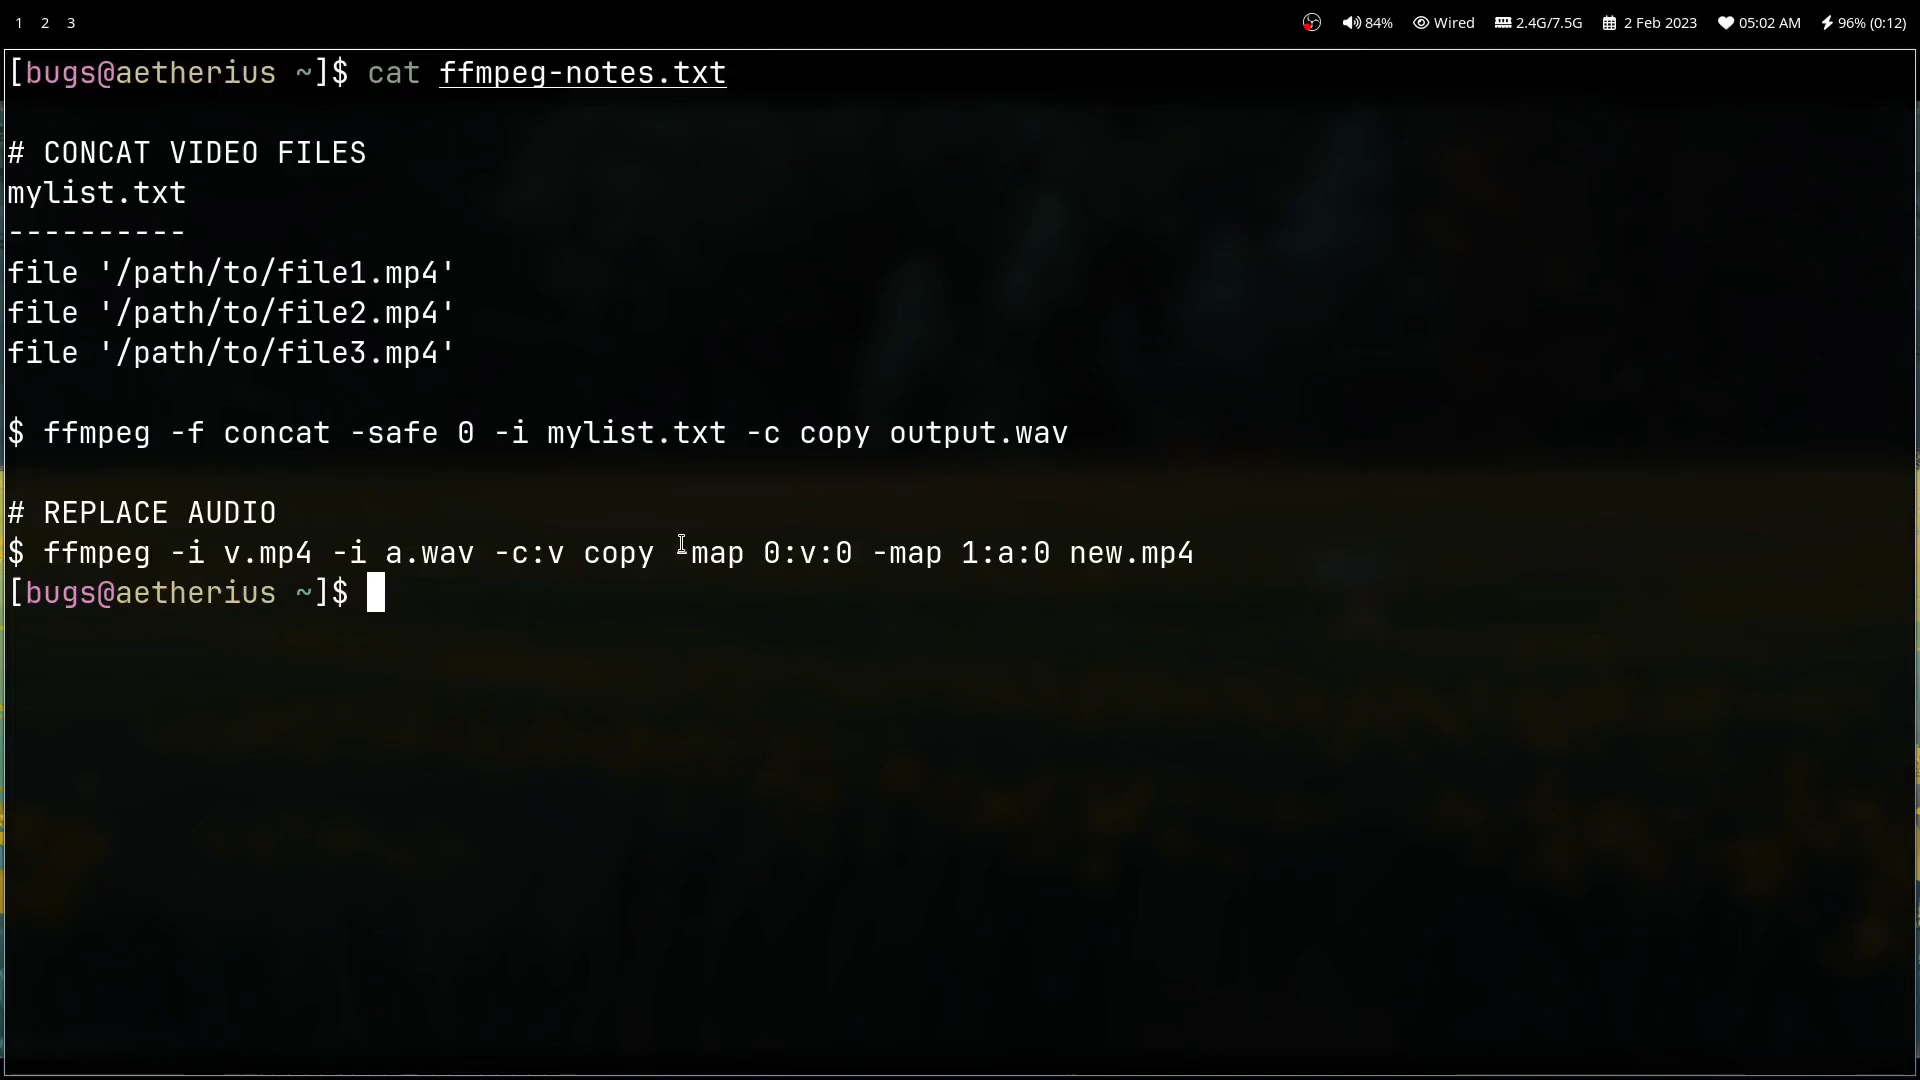 1 2 3 84% Wired 2.4G/7.5G 2 Feb 2023 05:02 AM 96% (0:12)
[bugs@aetherius ~]$ cat ffmpeg-notes.txt
# CONCAT VIDEO FILES
mylist.txt
----------
file '/path/to/file1.mp4'
file '/path/to/file2.mp4'
file '/path/to/file3.mp4'
$ ffmpeg -f concat -safe 0 -i mylist.txt -c copy output.wav
# REPLACE AUDIO
$ ffmpeg -i v.mp4 -i a.wav -c:v copy -map 0:v:0 -map 1:a:0 new.mp4
[bugs@aetherius ~]$